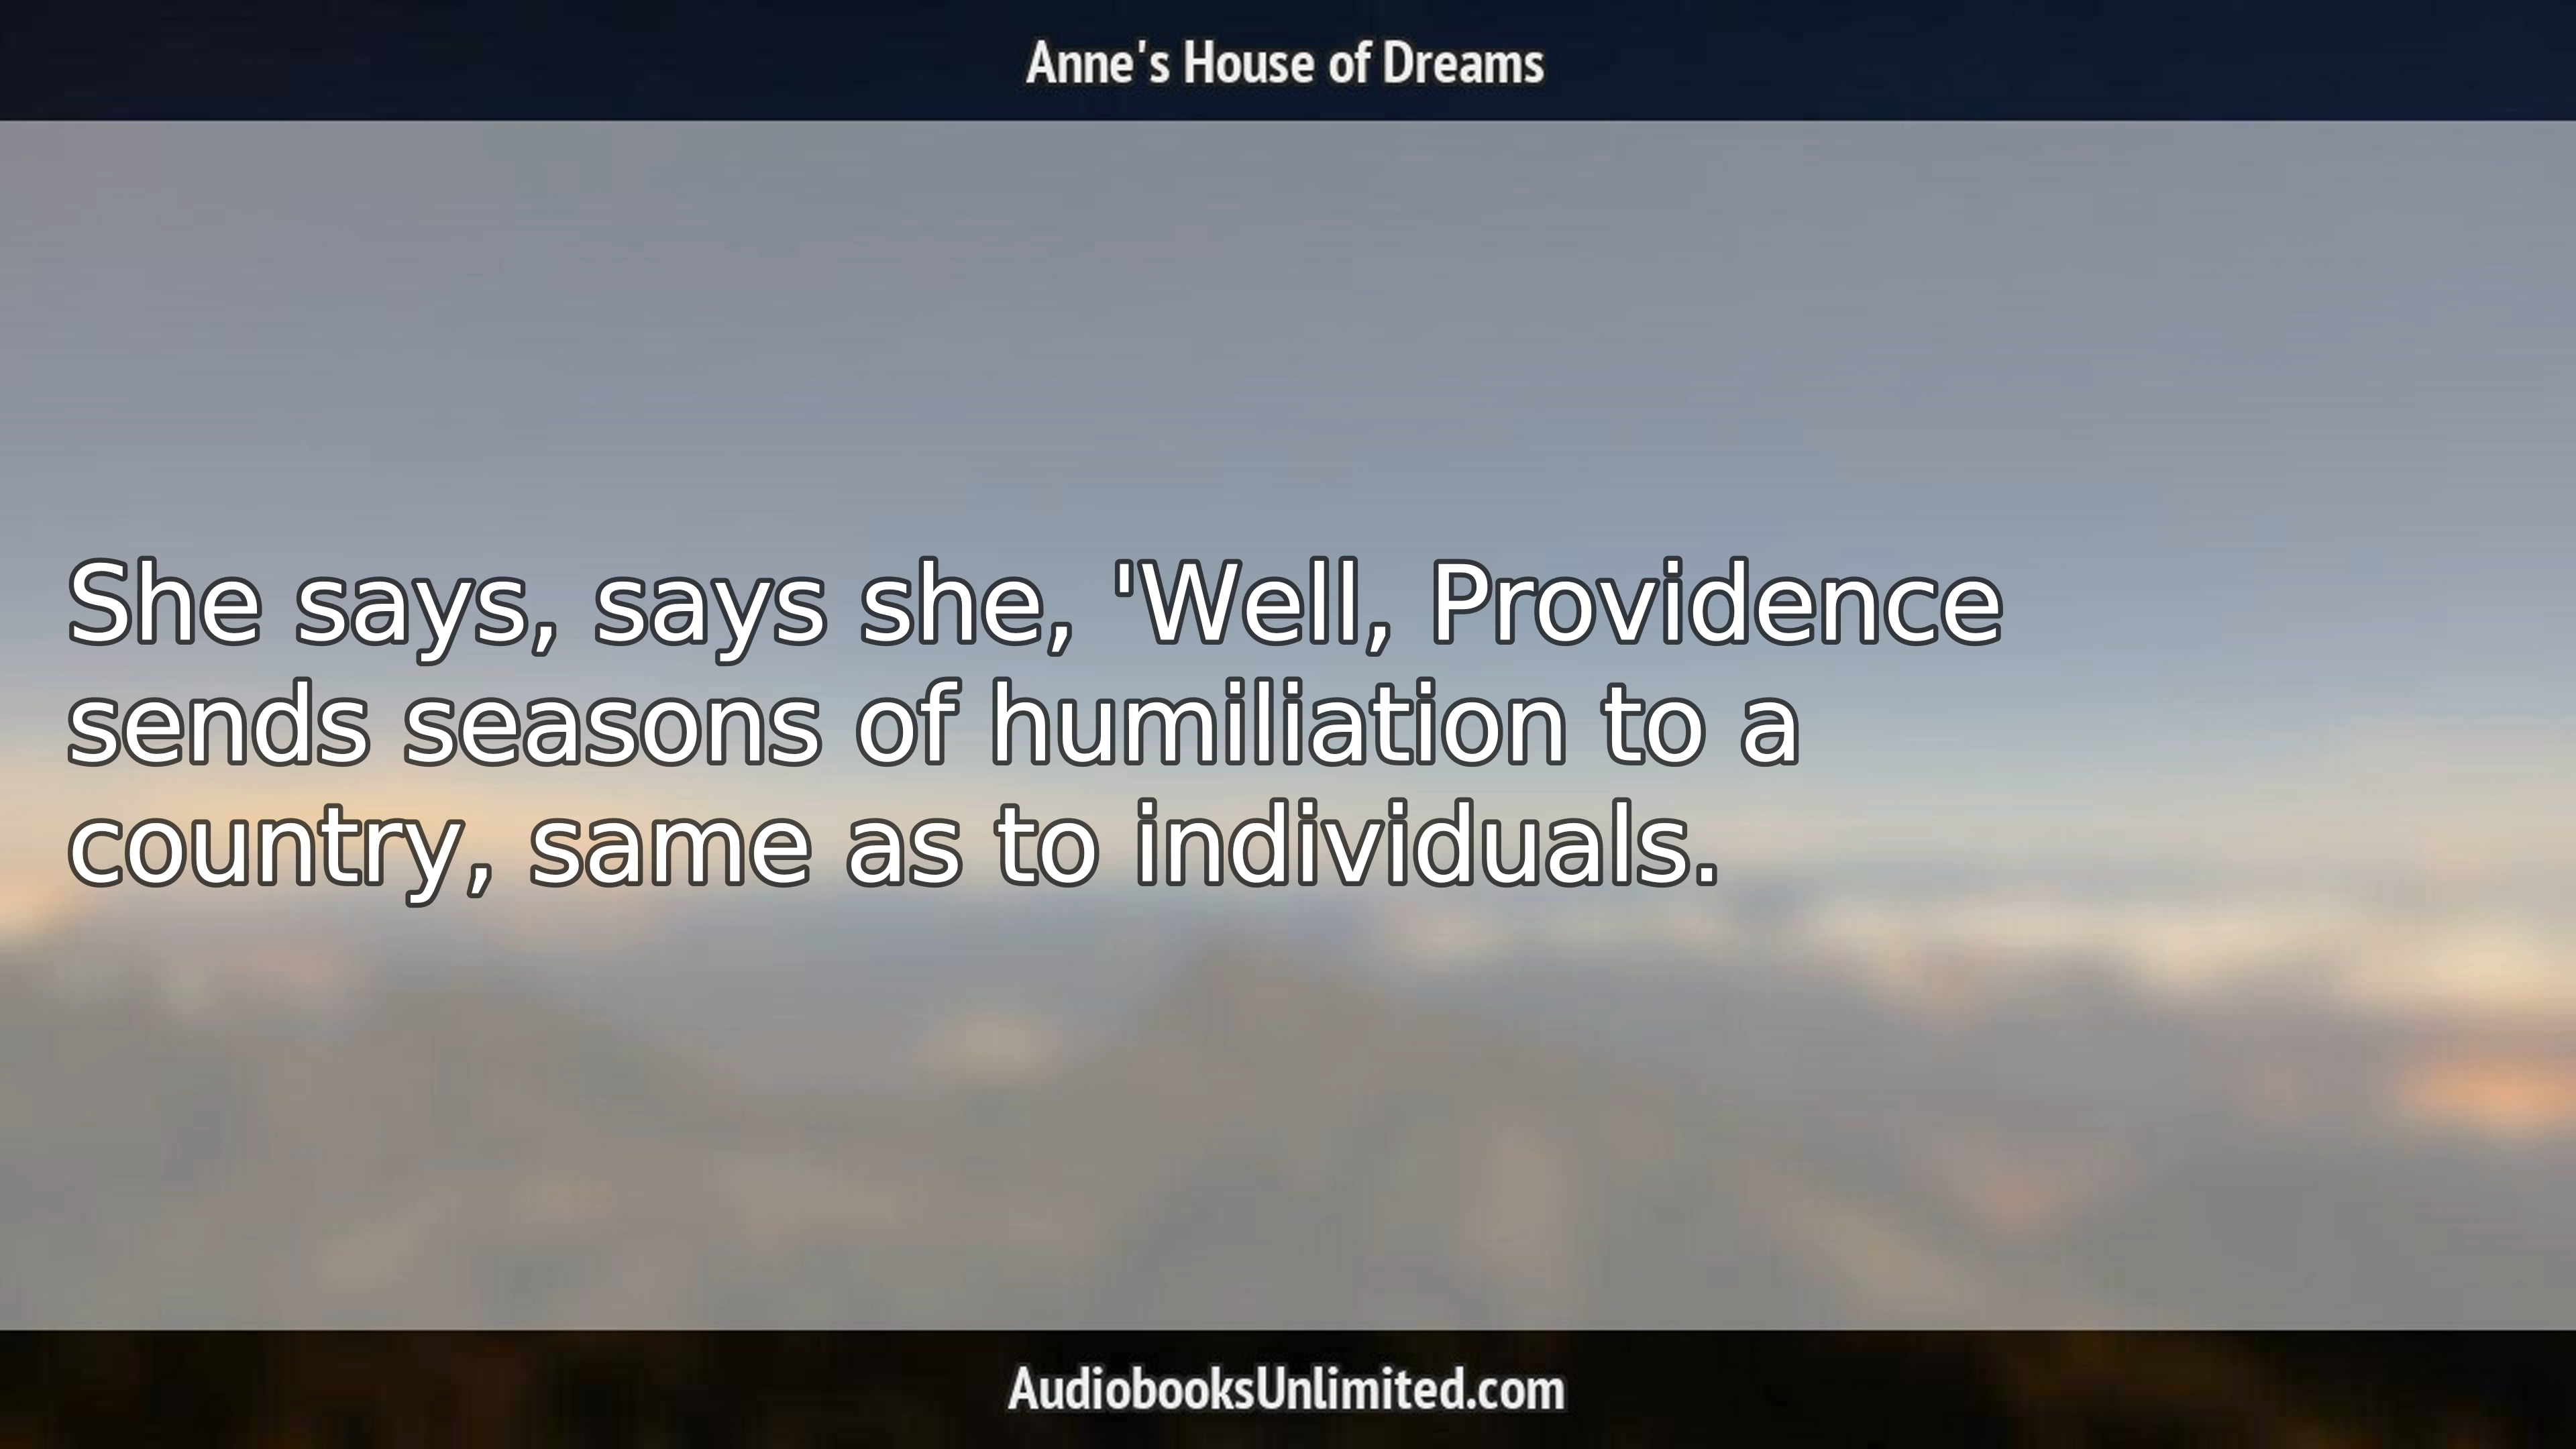 Anne's House of Dreams
She says, says she, 'Well, Providence
sends seasons of humiliation to a
country, same as to individuals.
AudiobooksUnlimited.com